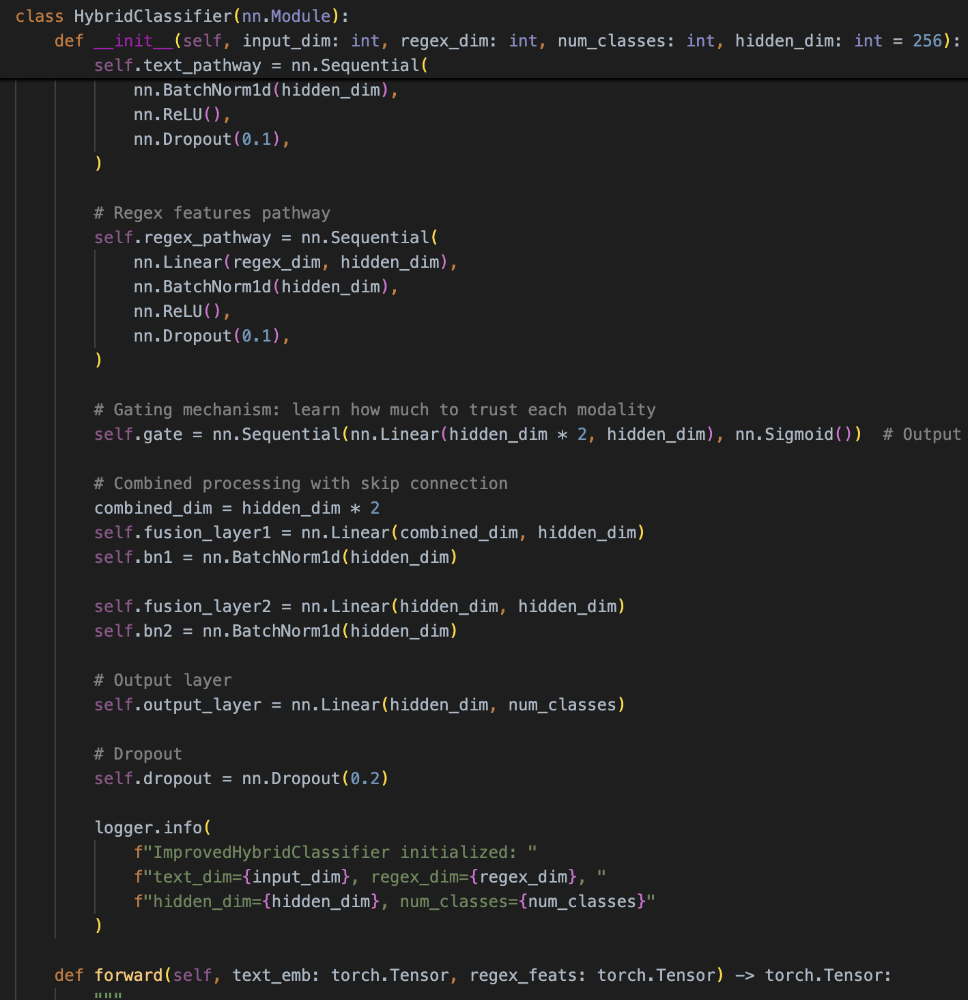 class HybridClassifier(nn.Module):
    def __init__(self, input_dim: int, regex_dim: int, num_classes: int, hidden_dim: int = 256):
        self.text_pathway = nn.Sequential(
            nn.BatchNorm1d(hidden_dim),
            nn.ReLU(),
            nn.Dropout(0.1),
        )

        # Regex features pathway
        self.regex_pathway = nn.Sequential(
            nn.Linear(regex_dim, hidden_dim),
            nn.BatchNorm1d(hidden_dim),
            nn.ReLU(),
            nn.Dropout(0.1),
        )

        # Gating mechanism: learn how much to trust each modality
        self.gate = nn.Sequential(nn.Linear(hidden_dim * 2, hidden_dim), nn.Sigmoid())  # Output

        # Combined processing with skip connection
        combined_dim = hidden_dim * 2
        self.fusion_layer1 = nn.Linear(combined_dim, hidden_dim)
        self.bn1 = nn.BatchNorm1d(hidden_dim)

        self.fusion_layer2 = nn.Linear(hidden_dim, hidden_dim)
        self.bn2 = nn.BatchNorm1d(hidden_dim)

        # Output layer
        self.output_layer = nn.Linear(hidden_dim, num_classes)

        # Dropout
        self.dropout = nn.Dropout(0.2)

        logger.info(
            f"ImprovedHybridClassifier initialized: "
            f"text_dim={input_dim}, regex_dim={regex_dim}, "
            f"hidden_dim={hidden_dim}, num_classes={num_classes}"
        )

    def forward(self, text_emb: torch.Tensor, regex_feats: torch.Tensor) -> torch.Tensor:
        """